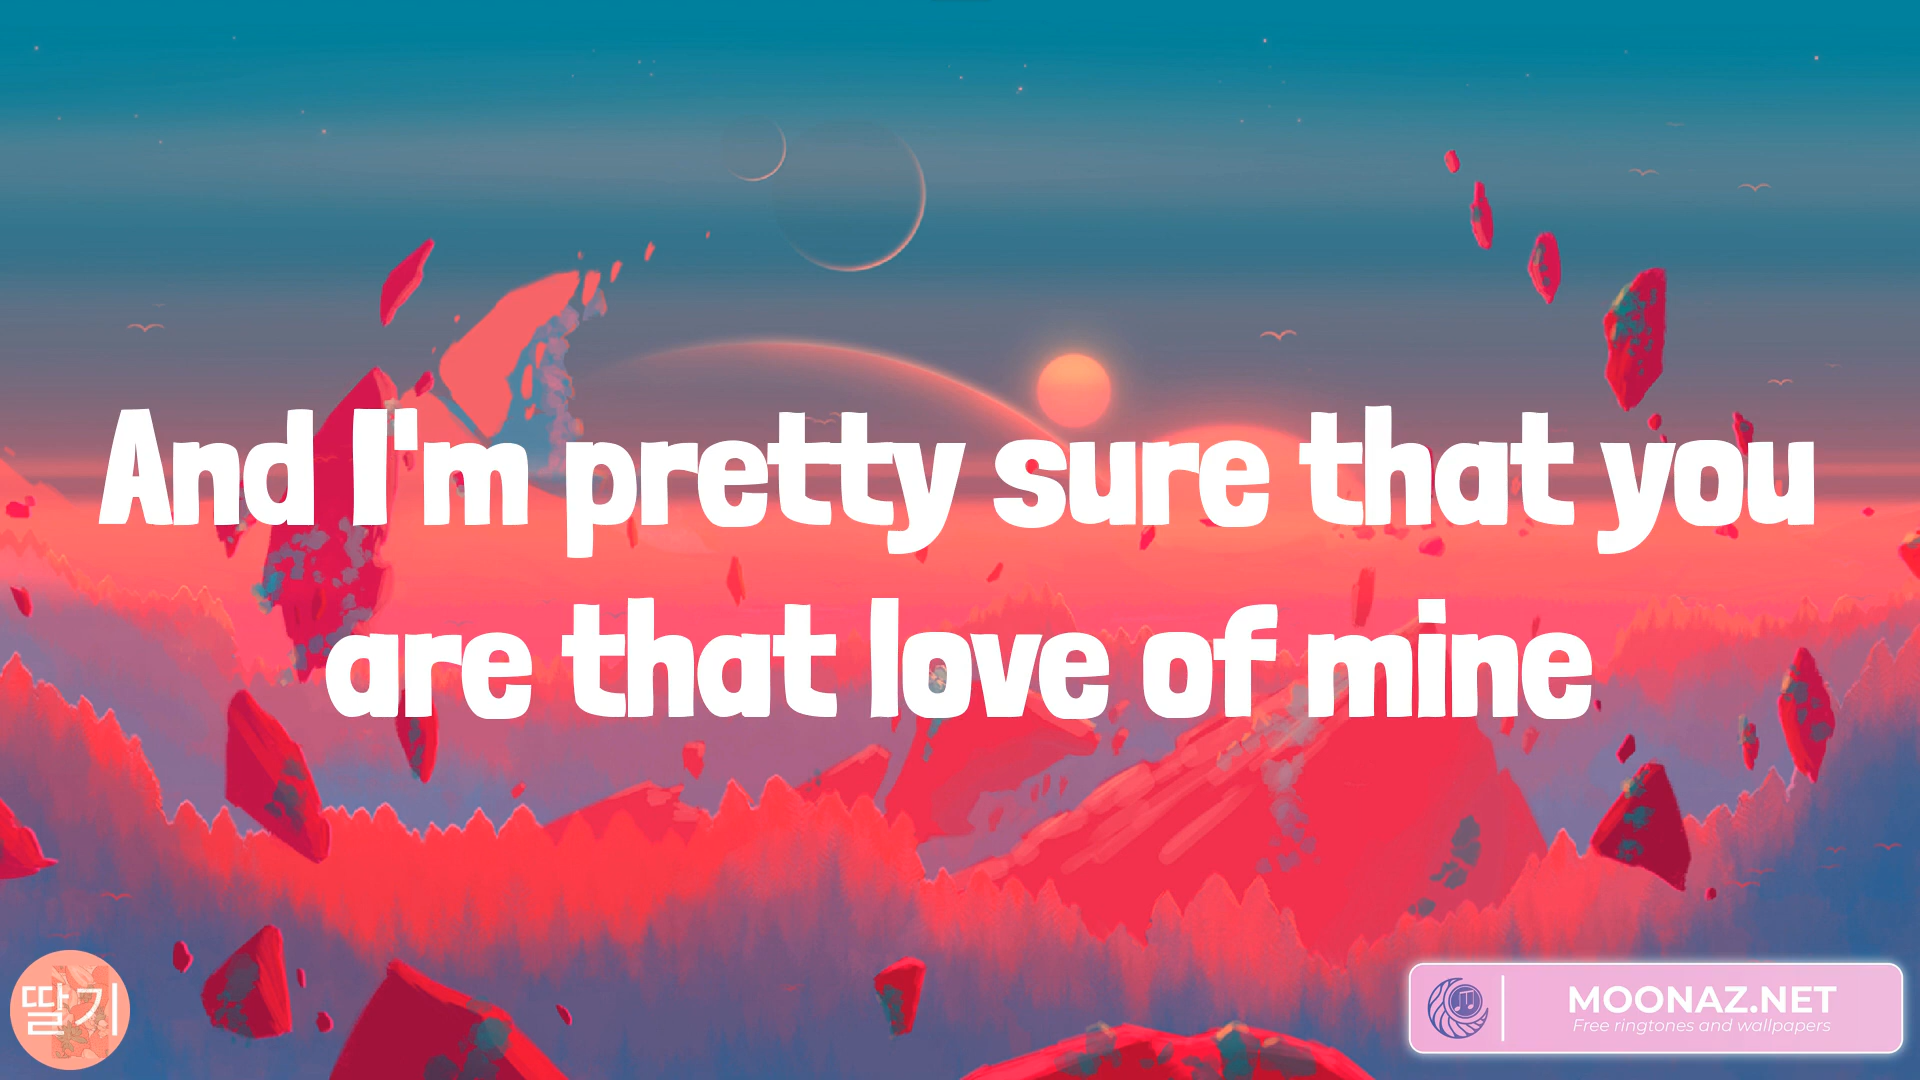 And I'm pretty sure that you
are that love of mine
딸기
MOONAZ.NET
Free ringtones and wallpapers